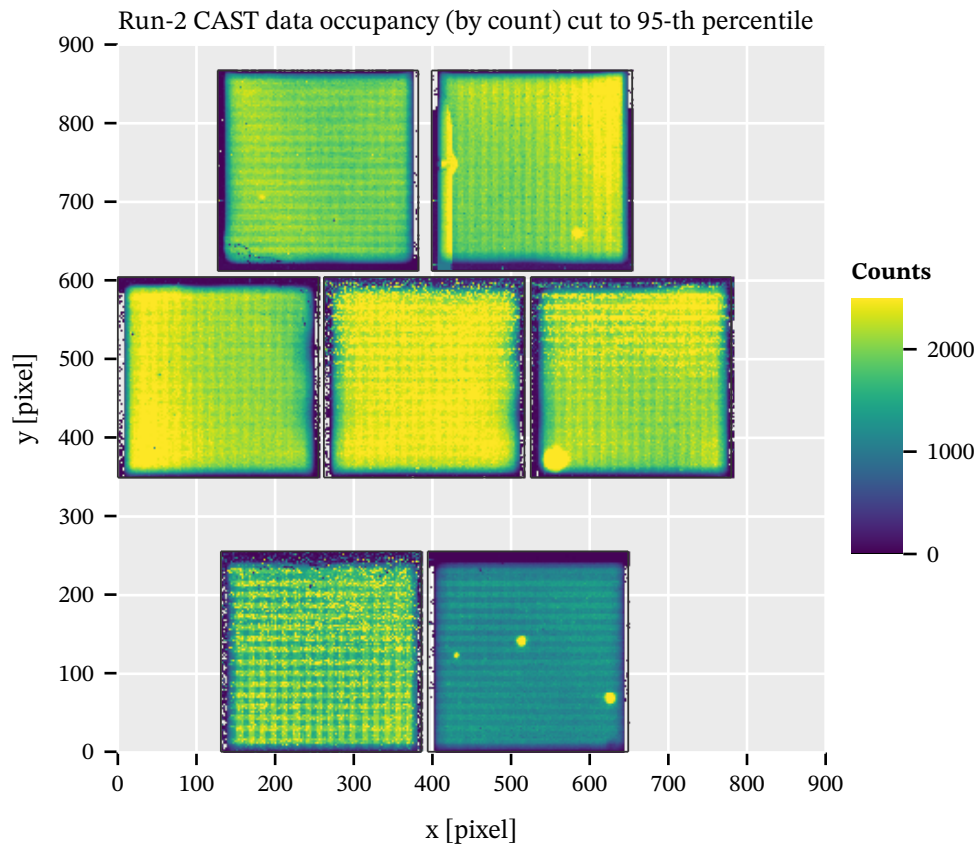 Run-2 CAST data occupancy (by count) cut to 95-th percentile
900
800
700
600
500
400
300
200
100
0
y [pixel]
0 100 200 300 400 500 600 700 800 900
x [pixel]
Counts
2000
1000
0